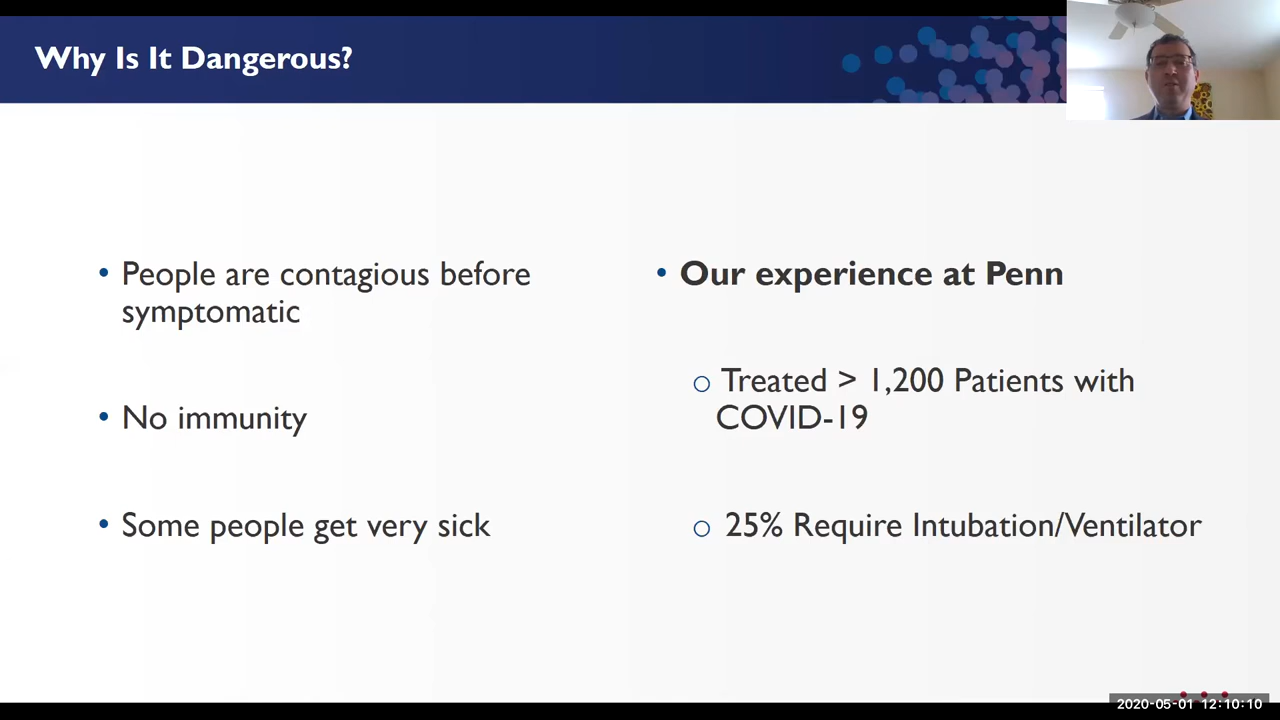 Why Is It Dangerous?
• People are contagious before
symptomatic
• No immunity
• Some people get very sick
• Our experience at Penn
o Treated > 1,200 Patients with
COVID-19
o 25% Require Intubation/Ventilator
2020-05-01 12:10:10